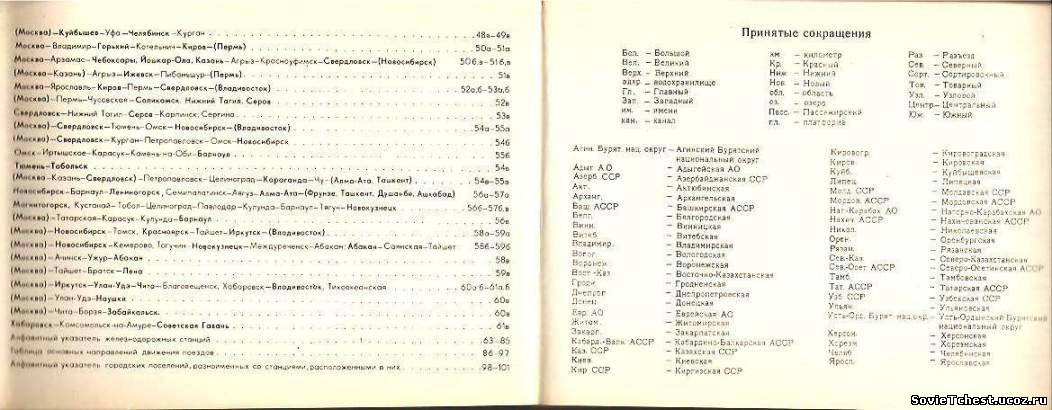 (Москва)–Куйбышев–Уфа–Челябинск–Курган 48в–49в
(Москва)–Владимир–Горький–Котельнич–Киров–(Пермь) 50а–51а
(Москва)–Арзамас–Чебоксары, Йошкар-Ола, Казань–Агрыз–Красноуфимск–Свердловск–(Новосибирск) 50б,в–51б,в
(Москва–Казань)–Агрыз–Ижевск–Пибаньшур–(Пермь) 51в
(Москва–Ярославль–Киров–Пермь–Свердловск–(Владивосток) 52а,б–53а,б
(Москва)–Пермь–Чусовская–Соликамск, Нижний Тагил, Серов 52в
Свердловск–Нижний Тагил–Серов–Карпинск, Сергино 53в
(Москва)–Свердловск–Тюмень–Омск–Новосибирск–(Владивосток) 54а–55а
(Москва)–Свердловск–Курган–Петропавловск–Омск–Новосибирск 54б
Омск–Иртышское–Карасук–Камень-на-Оби–Барнаул 55б
Тюмень–Тобольск 54в
(Москва–Казань–Свердловск)–Петропавловск–Целиноград–Караганда–Чу–(Алма-Ата, Ташкент) 54в–55в
Новосибирск–Барнаул–Лениногорск, Семипалатинск–Аягуз–Алма-Ата–(Фрунзе, Ташкент, Душанбе, Ашхабад) 56а–57а
Магнитогорск, Кустанай–Тобол–Целиноград–Павлодар–Кулунда–Барнаул–Тягун–Новокузнецк 56б–57б,в
(Москва)–Татарская–Карасук–Кулунда–Барнаул 56в
(Москва)–Новосибирск–Томск, Красноярск–Тайшет–Иркутск–(Владивосток) 58а–59а
(Москва)–Новосибирск–Кемерово, Тогучин–Новокузнецк–Междуреченск–Абакан; Абакан–Саянская–Тайшет 58б–59б
(Москва)–Ачинск–Ужур–Абакан 58в
(Москва)–Тайшет–Братск–Лена 59в
(Москва)–Иркутск–Улан-Удэ–Чита–Благовещенск, Хабаровск–Владивосток, Тихоокеанская 60а,б–61а,б
(Москва)–Улан-Удэ–Наушки 60в
(Москва)–Чита–Борзя–Забайкальск 60в
Хабаровск–Комсомольск-на-Амуре–Советская Гавань 61в
Алфавитный указатель железнодорожных станций 63–85
Таблица основных направлений движения поездов 86–97
Алфавитный указатель городских поселений, разноименных со станциями, расположенными в них 98–101
Принятые сокращения
Бел. – Большой
Вел. – Великий
Верх – Верхний
вдхр – водохранилище
Гл. – Главный
Зап. – Западный
им. – имени
кан. – канал
км – километр
Кр. – Красный
Ниж – Нижний
Нов – Новый
обл. – область
оз. – озеро
Пасс. – Пассажирский
пл. – платформа
Раз – Разъезд
Сев. – Северный
Сорт. – Сортировочный
Тов. – Товарный
Узл. – Узловой
Центр.– Центральный
Юж. – Южный
Агин. Бурят. нац. округ – Агинский Бурятский
национальный округ
Адыг АО – Адыгейская АО
Азерб. ССР – Азербайджанская ССР
Акт. – Актюбинская
Арханг. – Архангельская
Баш. АССР – Башкирская АССР
Белг. – Белгородская
Винн. – Винницкая
Витеб – Витебская
Владимир. – Владимирская
Волог. – Вологодская
Воронеж – Воронежская
Вост-Каз – Восточно-Казахстанская
Гродн – Гродненская
Днепроп – Днепропетровская
Донец. – Донецкая
Евр. АО – Еврейская АО
Житом. – Житомирская
Закарп. – Закарпатская
Кабард.-Балк. АССР – Кабардино-Балкарская АССР
Каз. ССР – Казахская ССР
Киев. – Киевская
Кир ССР – Киргизская ССР
Кировогр. – Кировоградская
Киров. – Кировская
Куйб. – Куйбышевская
Липец. – Липецкая
Молд ССР – Молдавская ССР
Мордов. АССР – Мордовская АССР
Наг-Карабах АО – Нагорно-Карабахская АО
Нахич АССР – Нахичеванская АССР
Никол. – Николаевская
Орен. – Оренбургская
Рязан. – Рязанская
Сев.-Каз. – Северо-Казахстанская
Сев.-Осет АССР – Северо-Осетинская АССР
Тамб. – Тамбовская
Тат. АССР – Татарская АССР
Узб. ССР – Узбекская ССР
Ульян. – Ульяновская
Усть-Орд. Бурят нац.окр. – Усть-Ордынский Бурятский
национальный округ
Херсон. – Херсонская
Хорезм – Хорезмская
Челяб – Челябинская
Яросл. – Ярославская
SovieTchest.ucoz.ru